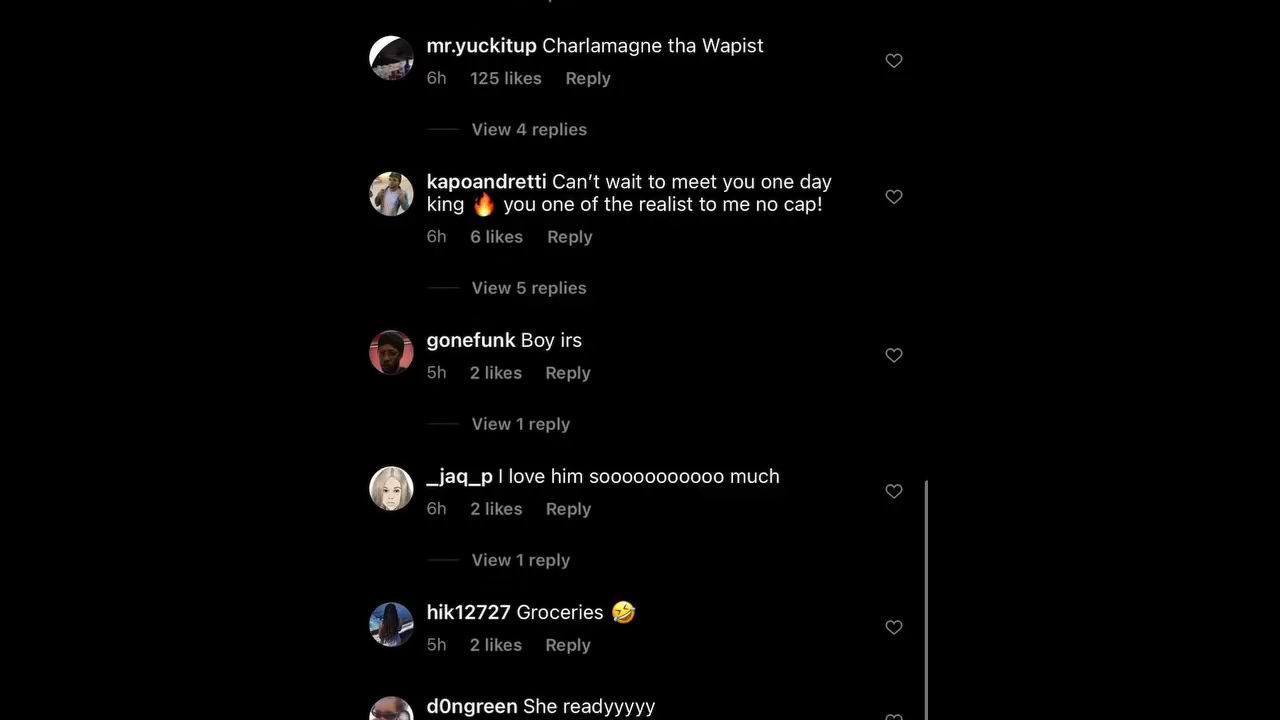 mr.yuckitup Charlamagne tha Wapist
6h 125 likes Reply
View 4 replies
kapoandretti Can’t wait to meet you one day
king 🔥 you one of the realist to me no cap!
6h 6 likes Reply
View 5 replies
gonefunk Boy irs
5h 2 likes Reply
View 1 reply
_jaq_p I love him sooooooooooo much
6h 2 likes Reply
View 1 reply
hik12727 Groceries 🤣
5h 2 likes Reply
d0ngreen She readyyyyy